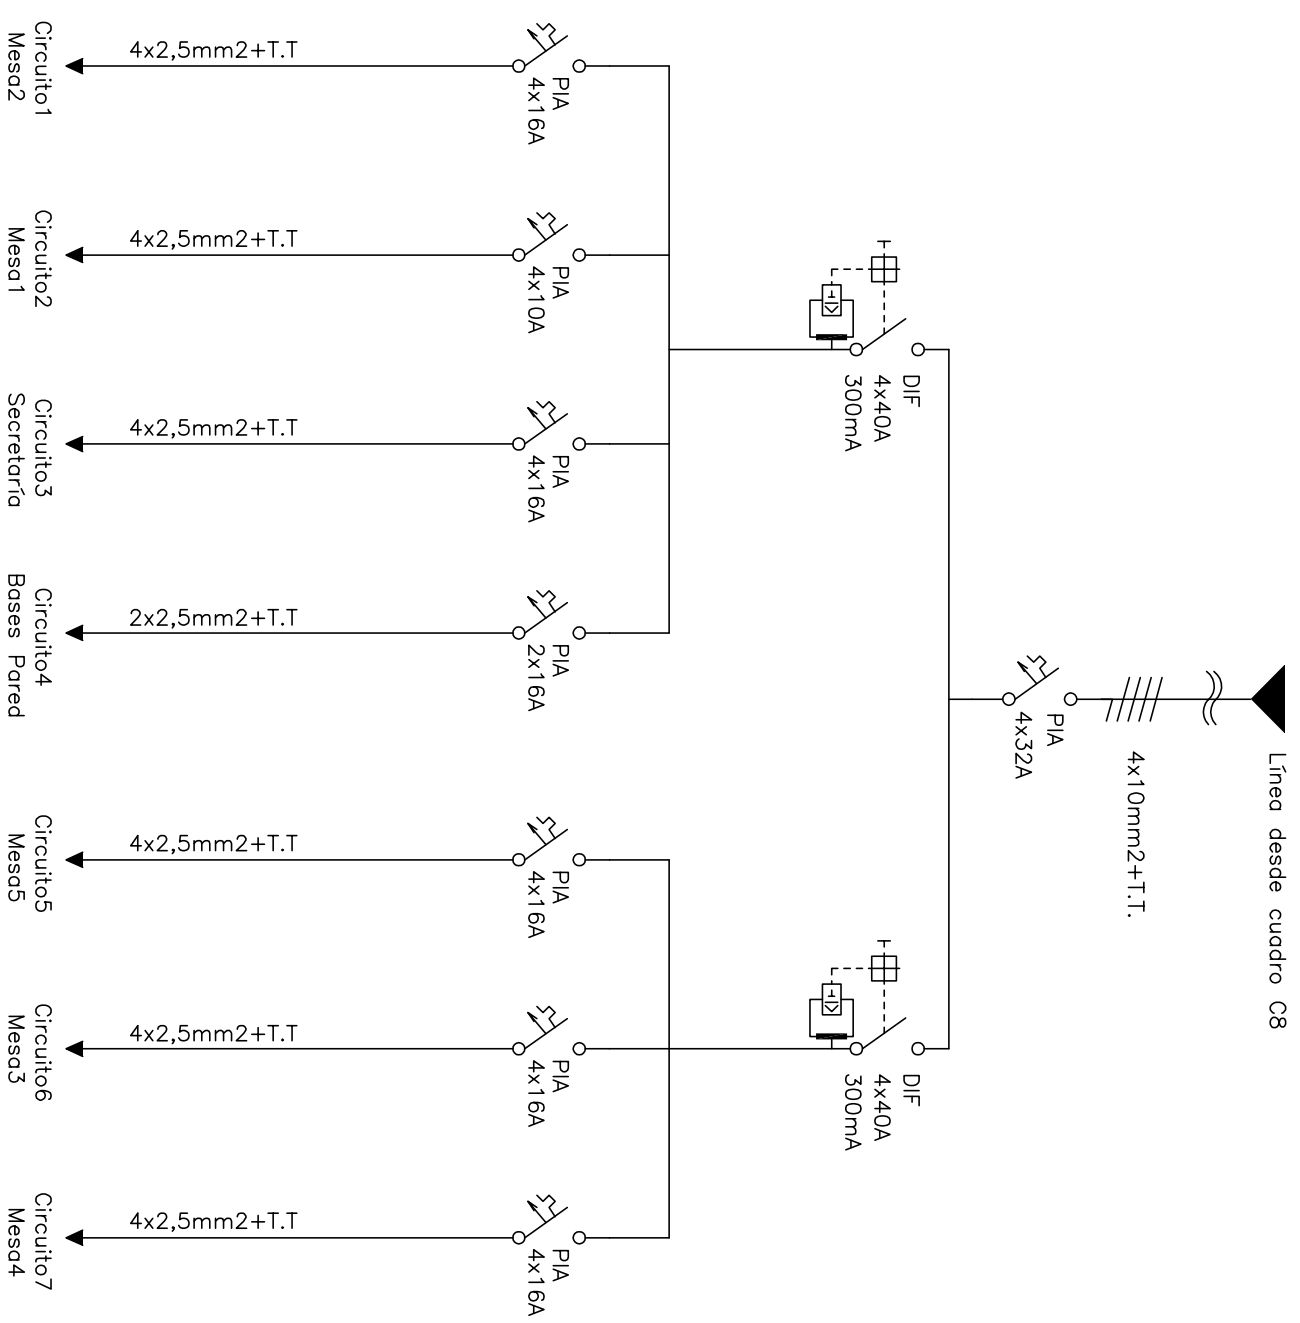 Línea desde cuadro C8
4x10mm2+T.T.
PIA
4x32A
DIF
4x40A
300mA
DIF
4x40A
300mA
PIA
4x16A
PIA
4x10A
PIA
4x16A
PIA
2x16A
PIA
4x16A
PIA
4x16A
PIA
4x16A
4x2,5mm2+T.T
4x2,5mm2+T.T
4x2,5mm2+T.T
2x2,5mm2+T.T
4x2,5mm2+T.T
4x2,5mm2+T.T
4x2,5mm2+T.T
Circuito1
Mesa2
Circuito2
Mesa1
Circuito3
Secretaría
Circuito4
Bases Pared
Circuito5
Mesa5
Circuito6
Mesa3
Circuito7
Mesa4